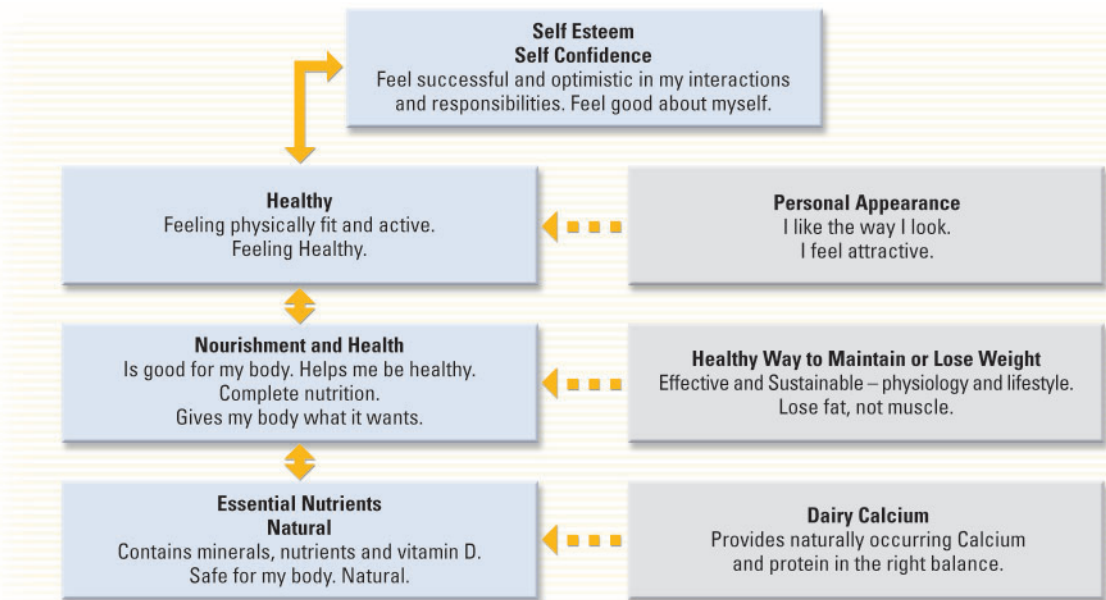 Self Esteem
Self Confidence
Feel successful and optimistic in my interactions
and responsibilities. Feel good about myself.
Healthy
Feeling physically fit and active.
Feeling Healthy.
Personal Appearance
I like the way I look.
I feel attractive.
Nourishment and Health
Is good for my body. Helps me be healthy.
Complete nutrition.
Gives my body what it wants.
Healthy Way to Maintain or Lose Weight
Effective and Sustainable – physiology and lifestyle.
Lose fat, not muscle.
Essential Nutrients
Natural
Contains minerals, nutrients and vitamin D.
Safe for my body. Natural.
Dairy Calcium
Provides naturally occurring Calcium
and protein in the right balance.